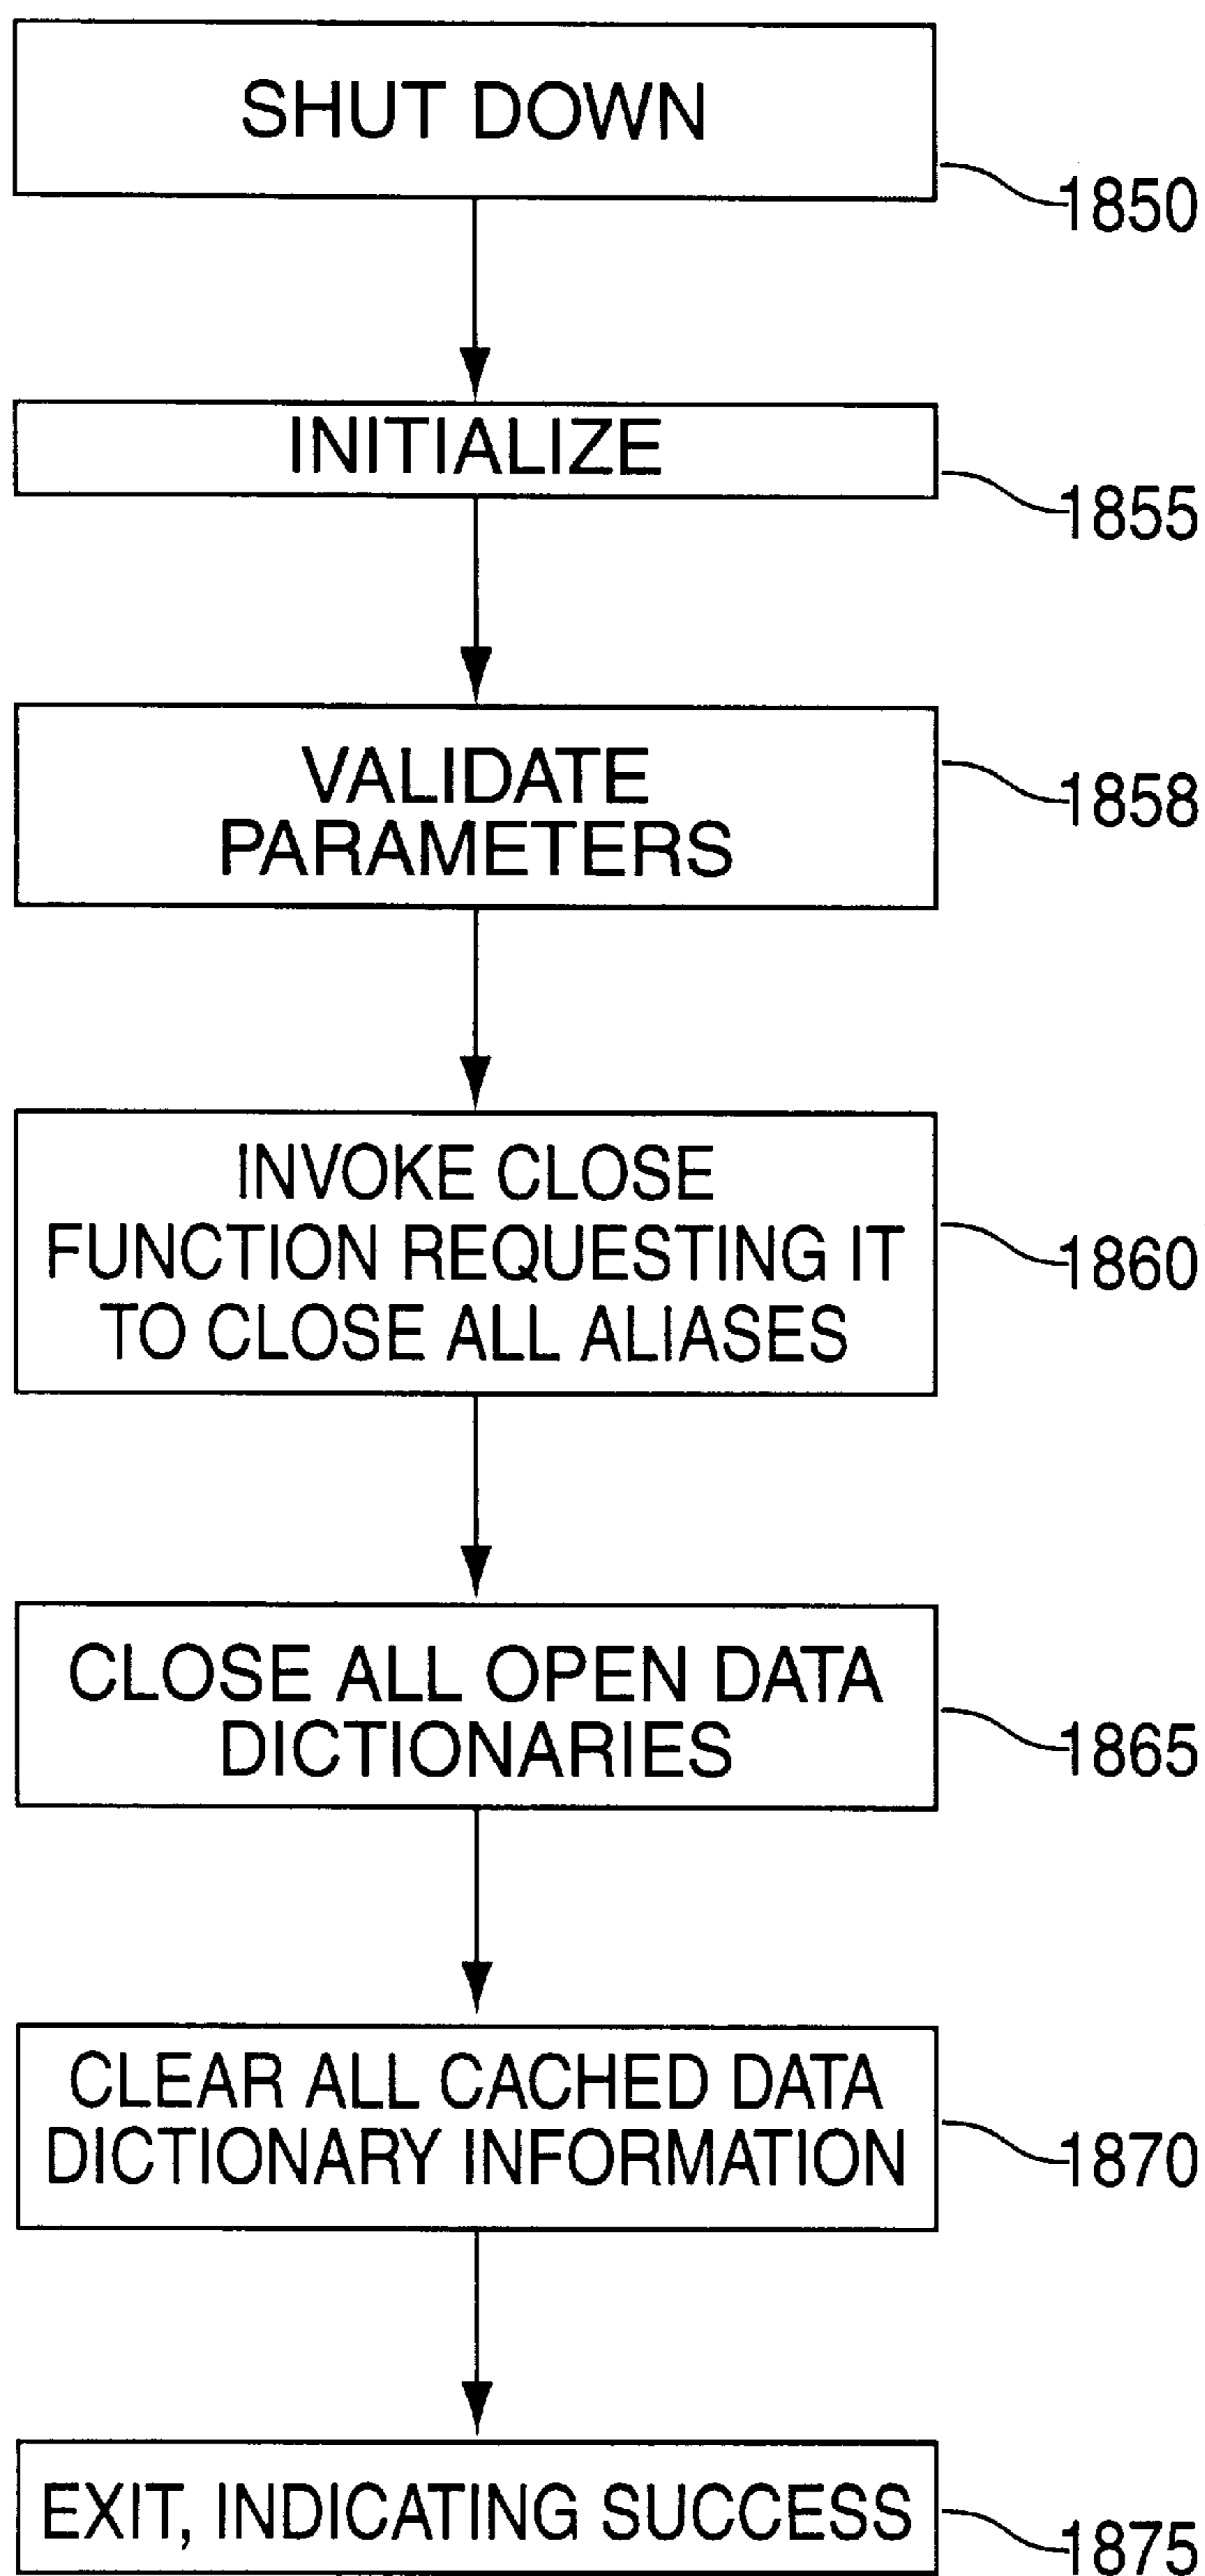 SHUT DOWN
1850
INITIALIZE
1855
VALIDATE
PARAMETERS
1858
INVOKE CLOSE
FUNCTION REQUESTING IT
TO CLOSE ALL ALIASES
1860
CLOSE ALL OPEN DATA
DICTIONARIES
1865
CLEAR ALL CACHED DATA
DICTIONARY INFORMATION
1870
EXIT, INDICATING SUCCESS
1875